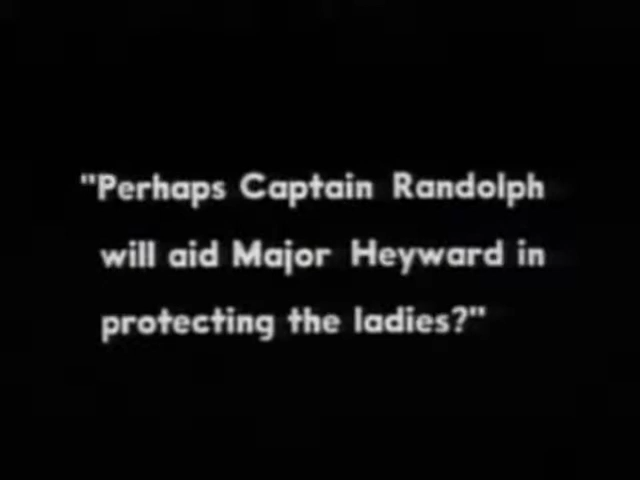 "Perhaps Captain Randolph
will aid Major Heyward in
protecting the ladies?"